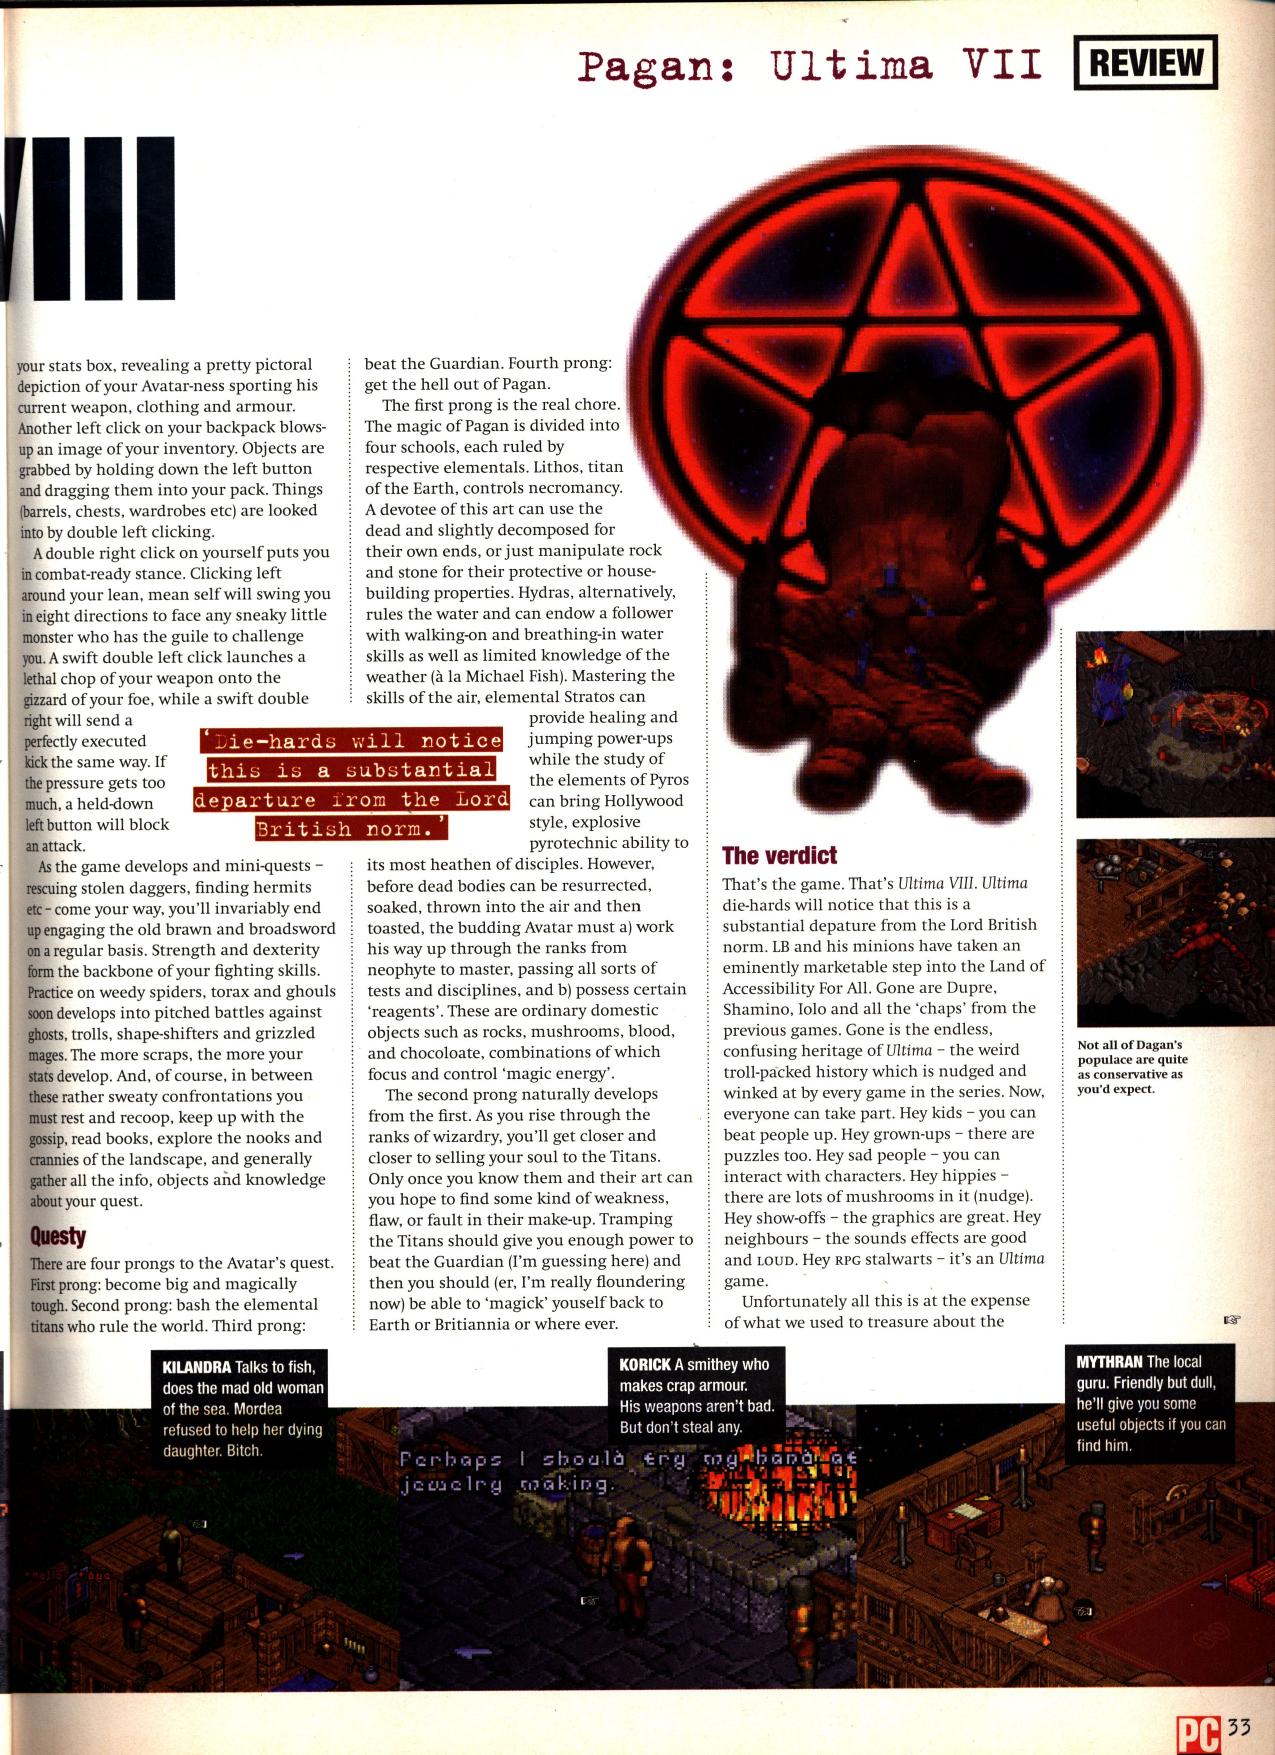 Pagan: Ultima VII
REVIEW
VIII
your stats box, revealing a pretty pictoral
depiction of your Avatar-ness sporting his
current weapon, clothing and armour.
Another left click on your backpack blows-
up an image of your inventory. Objects are
grabbed by holding down the left button
and dragging them into your pack. Things
(barrels, chests, wardrobes etc) are looked
into by double left clicking.
A double right click on yourself puts you
in combat-ready stance. Clicking left
around your lean, mean self will swing you
in eight directions to face any sneaky little
monster who has the guile to challenge
you. A swift double left click launches a
lethal chop of your weapon onto the
gizzard of your foe, while a swift double
right will send a
perfectly executed
kick the same way. If
the pressure gets too
much, a held-down
left button will block
an attack.
As the game develops and mini-quests –
rescuing stolen daggers, finding hermits
etc – come your way, you'll invariably end
up engaging the old brawn and broadsword
on a regular basis. Strength and dexterity
form the backbone of your fighting skills.
Practice on weedy spiders, torax and ghouls
soon develops into pitched battles against
ghosts, trolls, shape-shifters and grizzled
mages. The more scraps, the more your
stats develop. And, of course, in between
these rather sweaty confrontations you
must rest and recoop, keep up with the
gossip, read books, explore the nooks and
crannies of the landscape, and generally
gather all the info, objects and knowledge
about your quest.
Questy
There are four prongs to the Avatar's quest.
First prong: become big and magically
tough. Second prong: bash the elemental
titans who rule the world. Third prong:
'Die-hards will notice
this is a substantial
departure from the Lord
British norm.'
beat the Guardian. Fourth prong:
get the hell out of Pagan.
The first prong is the real chore.
The magic of Pagan is divided into
four schools, each ruled by
respective elementals. Lithos, titan
of the Earth, controls necromancy.
A devotee of this art can use the
dead and slightly decomposed for
their own ends, or just manipulate rock
and stone for their protective or house-
building properties. Hydras, alternatively,
rules the water and can endow a follower
with walking-on and breathing-in water
skills as well as limited knowledge of the
weather (à la Michael Fish). Mastering the
skills of the air, elemental Stratos can
provide healing and
jumping power-ups
while the study of
the elements of Pyros
can bring Hollywood
style, explosive
pyrotechnic ability to
its most heathen of disciples. However,
before dead bodies can be resurrected,
soaked, thrown into the air and then
toasted, the budding Avatar must a) work
his way up through the ranks from
neophyte to master, passing all sorts of
tests and disciplines, and b) possess certain
'reagents'. These are ordinary domestic
objects such as rocks, mushrooms, blood,
and chocoloate, combinations of which
focus and control 'magic energy'.
The second prong naturally develops
from the first. As you rise through the
ranks of wizardry, you'll get closer and
closer to selling your soul to the Titans.
Only once you know them and their art can
you hope to find some kind of weakness,
flaw, or fault in their make-up. Tramping
the Titans should give you enough power to
beat the Guardian (I'm guessing here) and
then you should (er, I'm really floundering
now) be able to 'magick' youself back to
Earth or Britiannia or where ever.
The verdict
That's the game. That's Ultima VIII. Ultima
die-hards will notice that this is a
substantial depature from the Lord British
norm. LB and his minions have taken an
eminently marketable step into the Land of
Accessibility For All. Gone are Dupre,
Shamino, Iolo and all the 'chaps' from the
previous games. Gone is the endless,
confusing heritage of Ultima – the weird
troll-packed history which is nudged and
winked at by every game in the series. Now,
everyone can take part. Hey kids – you can
beat people up. Hey grown-ups – there are
puzzles too. Hey sad people – you can
interact with characters. Hey hippies –
there are lots of mushrooms in it (nudge).
Hey show-offs – the graphics are great. Hey
neighbours – the sounds effects are good
and LOUD. Hey RPG stalwarts – it's an Ultima
game.
Unfortunately all this is at the expense
of what we used to treasure about the
Not all of Dagan's
populace are quite
as conservative as
you'd expect.
KILANDRA Talks to fish,
does the mad old woman
of the sea. Mordea
refused to help her dying
daughter. Bitch.
KORICK A smithey who
makes crap armour.
His weapons aren't bad.
But don't steal any.
Perhaps I should try my hand at
jewelry making.
MYTHRAN The local
guru. Friendly but dull,
he'll give you some
useful objects if you can
find him.
PC 33